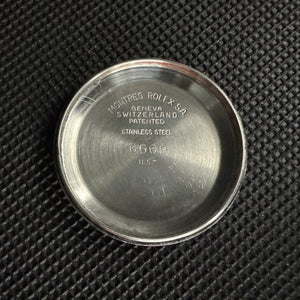 MONTRES ROLEX S.A.
GENEVA
SWITZERLAND
PATENTED
STAINLESS STEEL